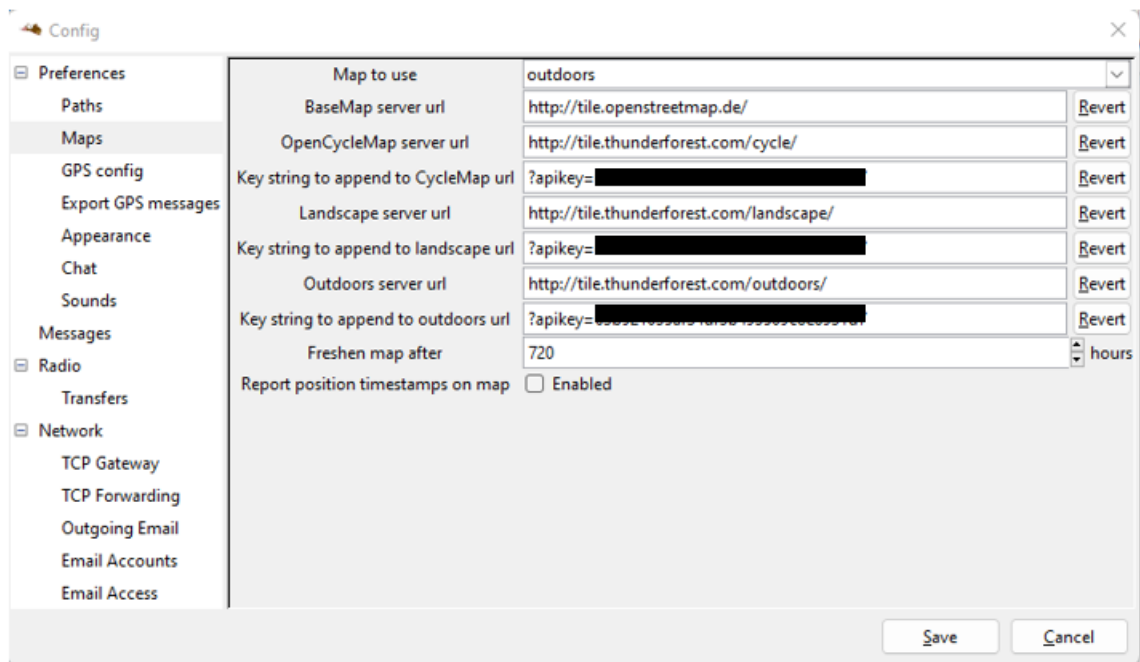 Config
Preferences
Paths
Maps
GPS config
Export GPS messages
Appearance
Chat
Sounds
Messages
Radio
Transfers
Network
TCP Gateway
TCP Forwarding
Outgoing Email
Email Accounts
Email Access
Map to use outdoors
BaseMap server url http://tile.openstreetmap.de/ Revert
OpenCycleMap server url http://tile.thunderforest.com/cycle/ Revert
Key string to append to CycleMap url ?apikey= Revert
Landscape server url http://tile.thunderforest.com/landscape/ Revert
Key string to append to landscape url ?apikey= Revert
Outdoors server url http://tile.thunderforest.com/outdoors/ Revert
Key string to append to outdoors url ?apikey= Revert
Freshen map after 720 hours
Report position timestamps on map Enabled
Save Cancel